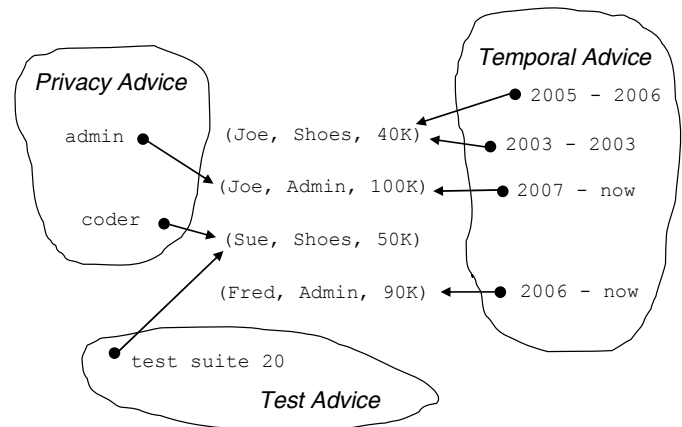 Temporal Advice
Privacy Advice
2005 - 2006
admin
(Joe, Shoes, 40K)
2003 - 2003
(Joe, Admin, 100K)
2007 - now
coder
(Sue, Shoes, 50K)
(Fred, Admin, 90K)
2006 - now
test suite 20
Test Advice